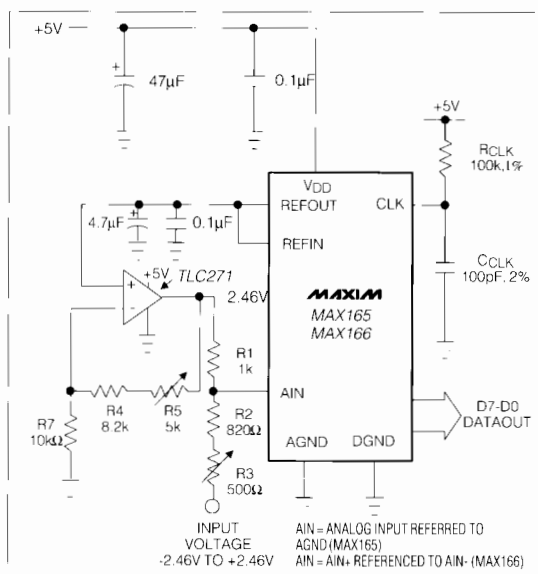 +5V
+
47µF
0.1µF
+5V
RCLK
100k,1%
VDD
REFOUT
CLK
4.7µF
+
0.1µF
REFIN
CCLK
100pF, 2%
+5V
TLC271
+
-
2.46V
MAXIM
MAX165
MAX166
R1
1k
AIN
R4
8.2k
R5
5k
R2
820Ω
R7
10kΩ
D7-D0
DATAOUT
R3
500Ω
AGND
DGND
INPUT
VOLTAGE
-2.46V TO +2.46V
AIN = ANALOG INPUT REFERRED TO
AGND (MAX165)
AIN = AIN+ REFERENCED TO AIN- (MAX166)